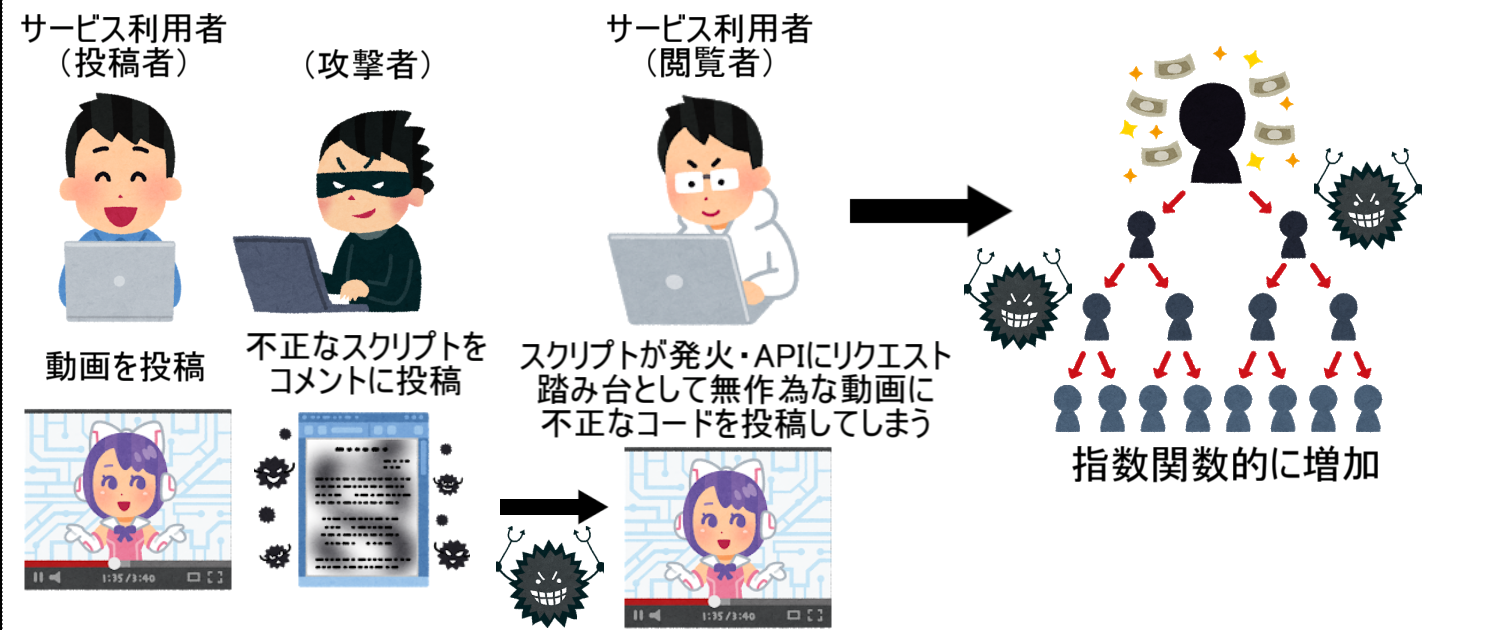 サービス利用者
（投稿者）
（攻撃者）
サービス利用者
（閲覧者）
動画を投稿
不正なスクリプトを
コメントに投稿
スクリプトが発火・APIにリクエスト
踏み台として無作為な動画に
不正なコードを投稿してしまう
指数関数的に増加
1:35/3:40
1:35/3:40